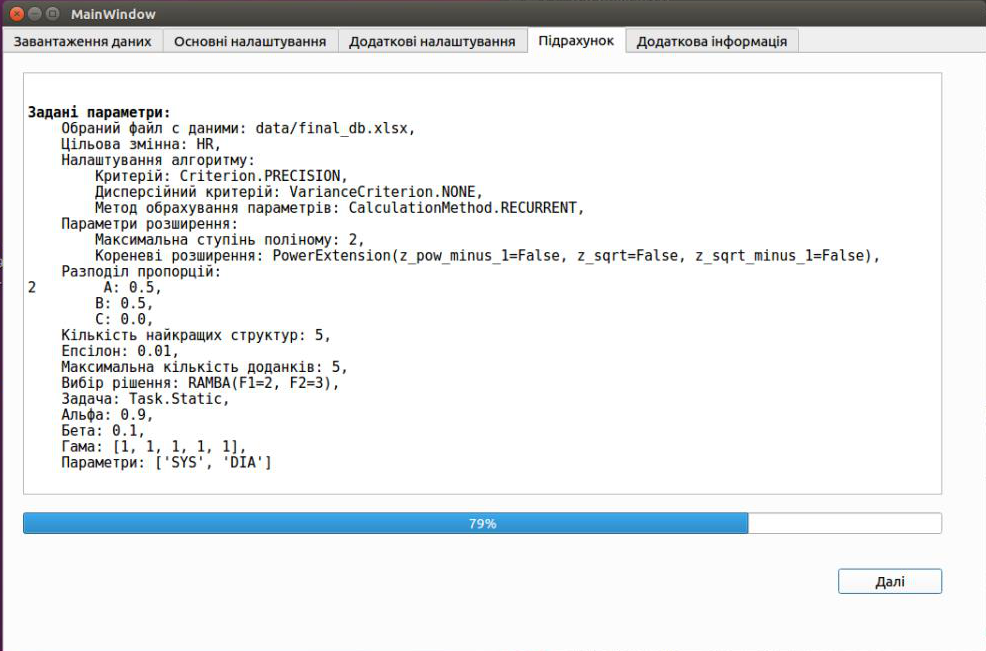 MainWindow
Завантаження даних Основні налаштування Додаткові налаштування Підрахунок Додаткова інформація
Задані параметри:
Обраний файл с даними: data/final_db.xlsx,
Цільова змінна: HR,
Налаштування алгоритму:
Критерій: Criterion.PRECISION,
Дисперсійний критерій: VarianceCriterion.NONE,
Метод обрахування параметрів: CalculationMethod.RECURRENT,
Параметри розширення:
Максимальна ступінь поліному: 2,
Кореневі розширення: PowerExtension(z_pow_minus_1=False, z_sqrt=False, z_sqrt_minus_1=False),
Разподіл пропорцій:
2 A: 0.5,
B: 0.5,
C: 0.0,
Кількість найкращих структур: 5,
Епсілон: 0.01,
Максимальна кількість доданків: 5,
Вибір рішення: RAMBA(F1=2, F2=3),
Задача: Task.Static,
Альфа: 0.9,
Бета: 0.1,
Гама: [1, 1, 1, 1, 1],
Параметри: ['SYS', 'DIA']
79%
Далі